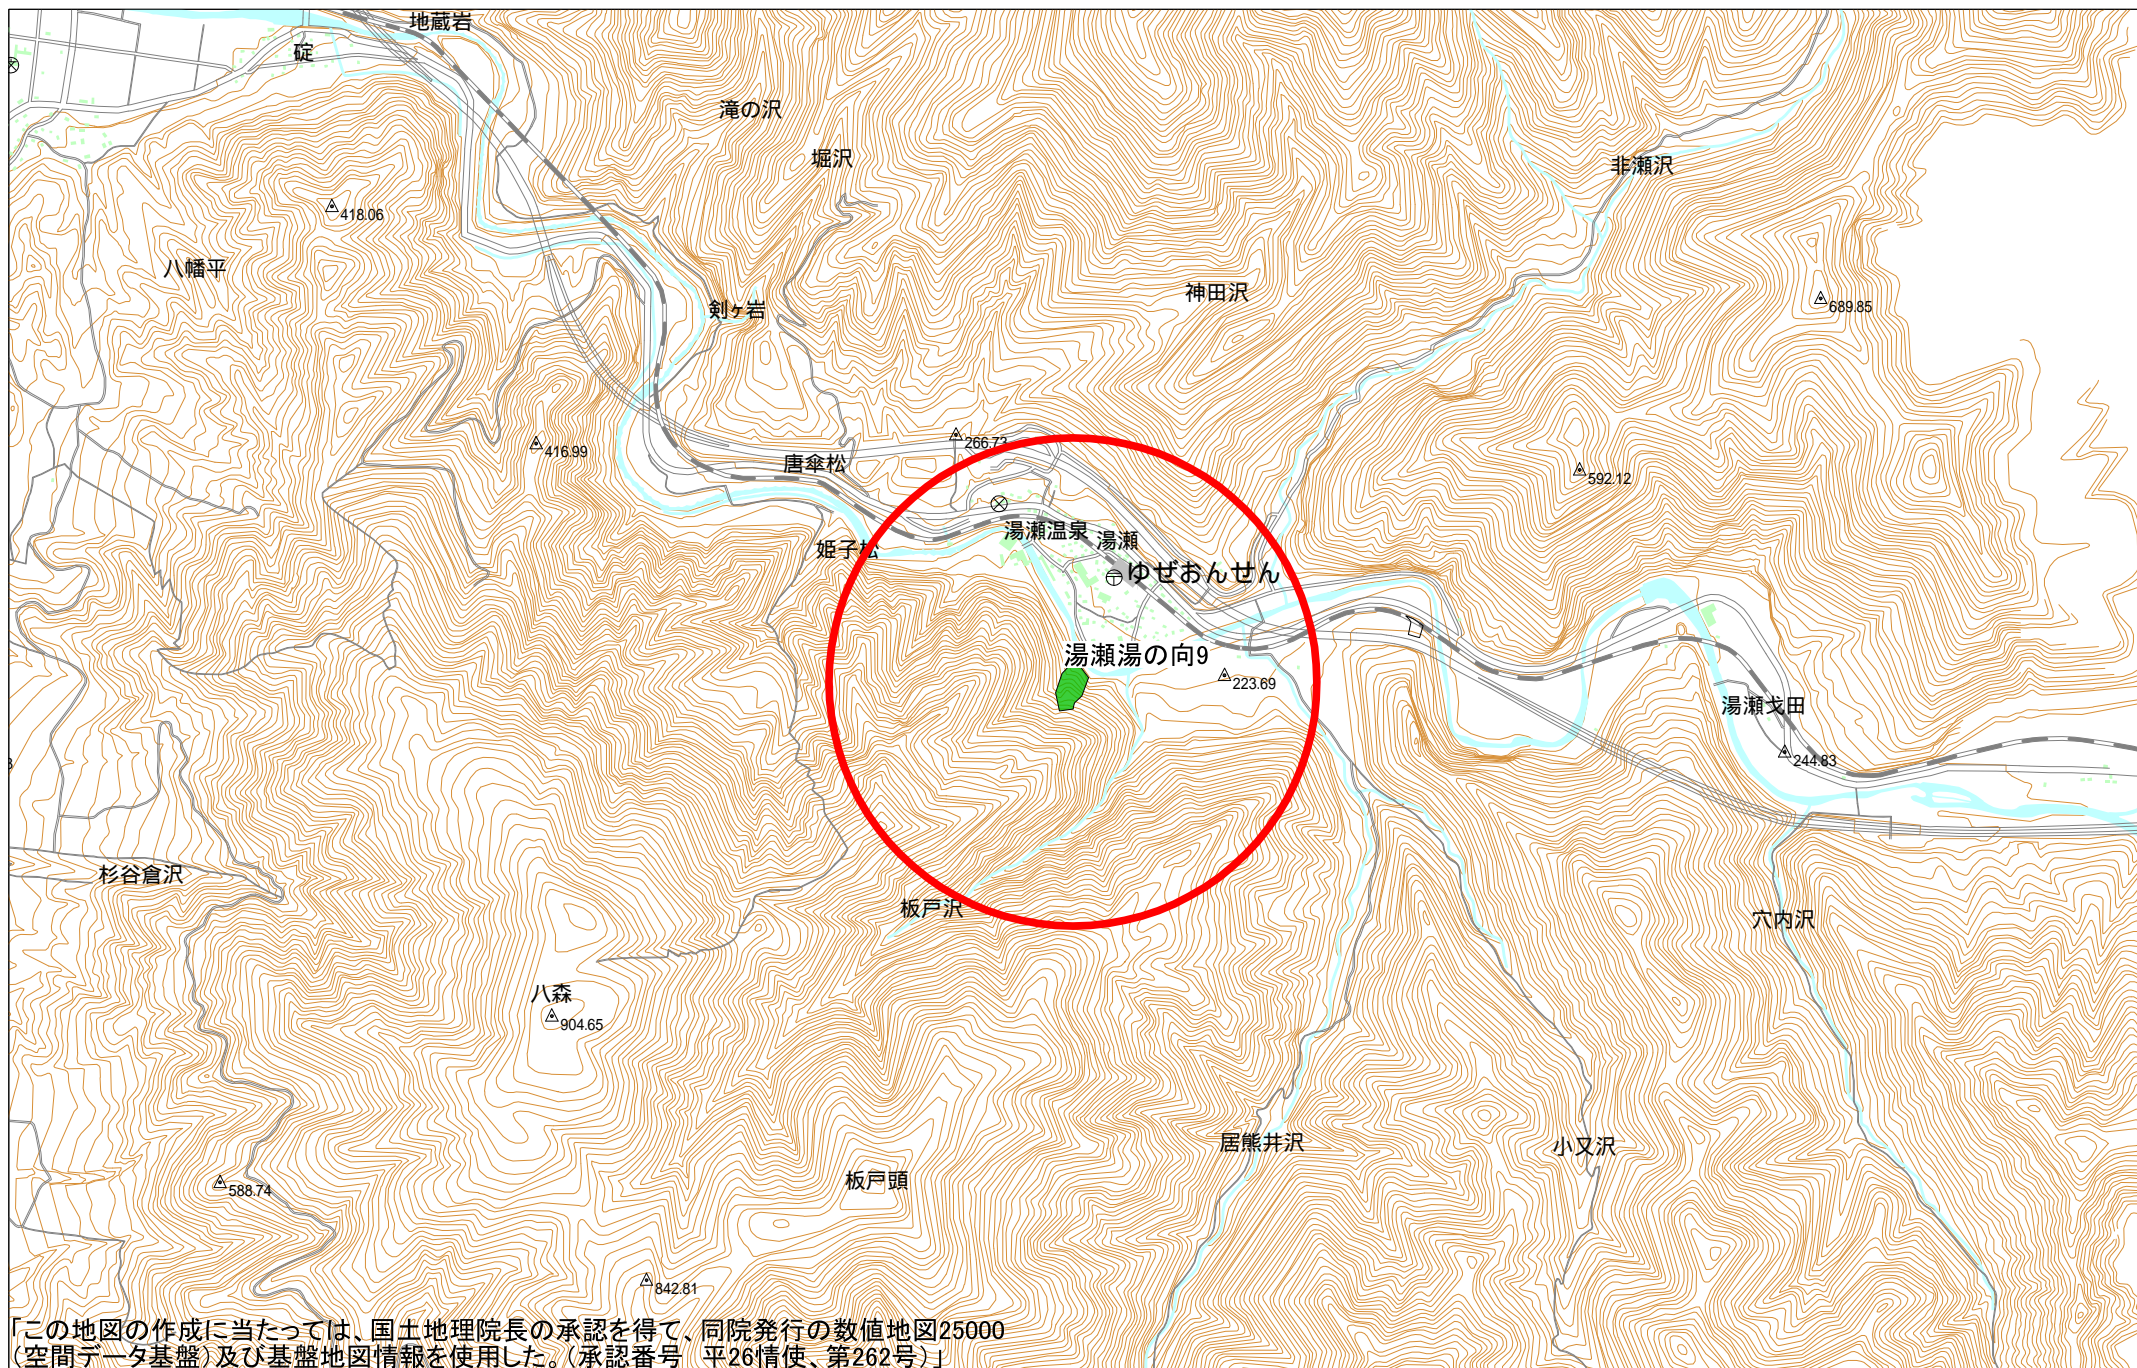 地蔵岩
碇
滝の沢
堀沢
非瀬沢
418.06
八幡平
神田沢
剣ヶ岩
689.85
266.73
416.99
唐傘松
592.12
湯瀬温泉
湯瀬
姫子松
ゆぜおんせん
湯瀬湯の向9
223.69
湯瀬戈田
244.83
3
杉谷倉沢
板戸沢
穴内沢
八森
904.65
居熊井沢
小又沢
板戸頭
588.74
842.81
「この地図の作成に当たっては、国土地理院長の承認を得て、同院発行の数値地図25000
（空間データ基盤）及び基盤地図情報を使用した。（承認番号　平26情使、第262号）」